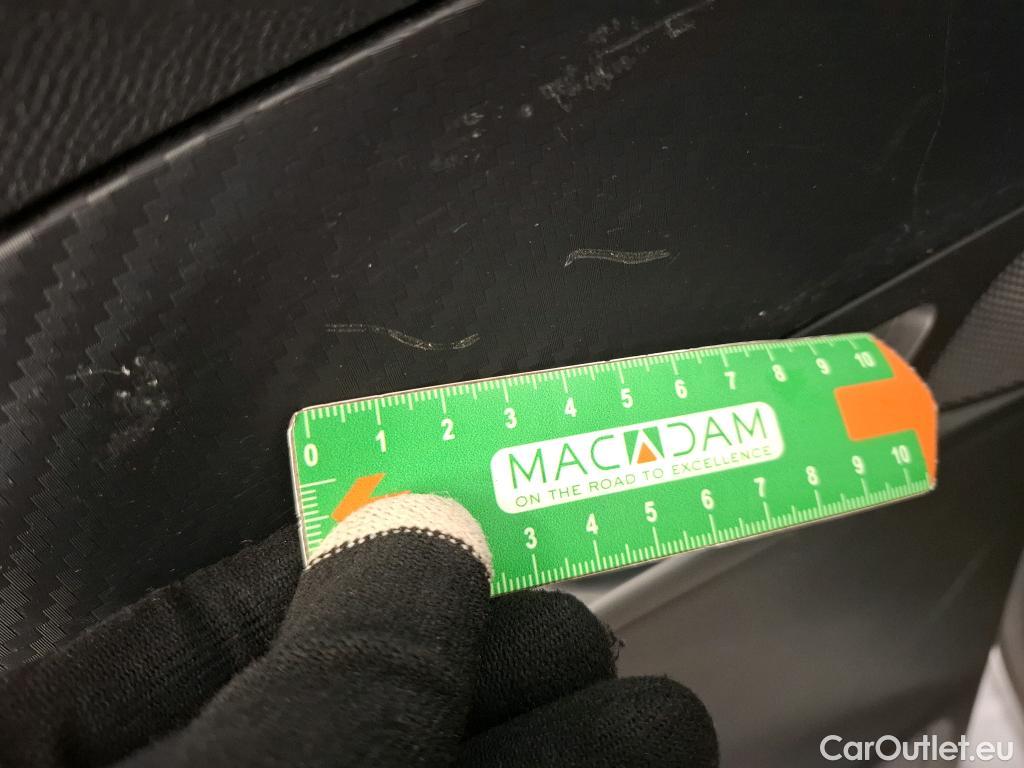 0 1 2 3 4 5 6 7 8 9 10
MACADAM
ON THE ROAD TO EXCELLENCE
3 4 5 6 7 8 9 10
CarOutlet.eu